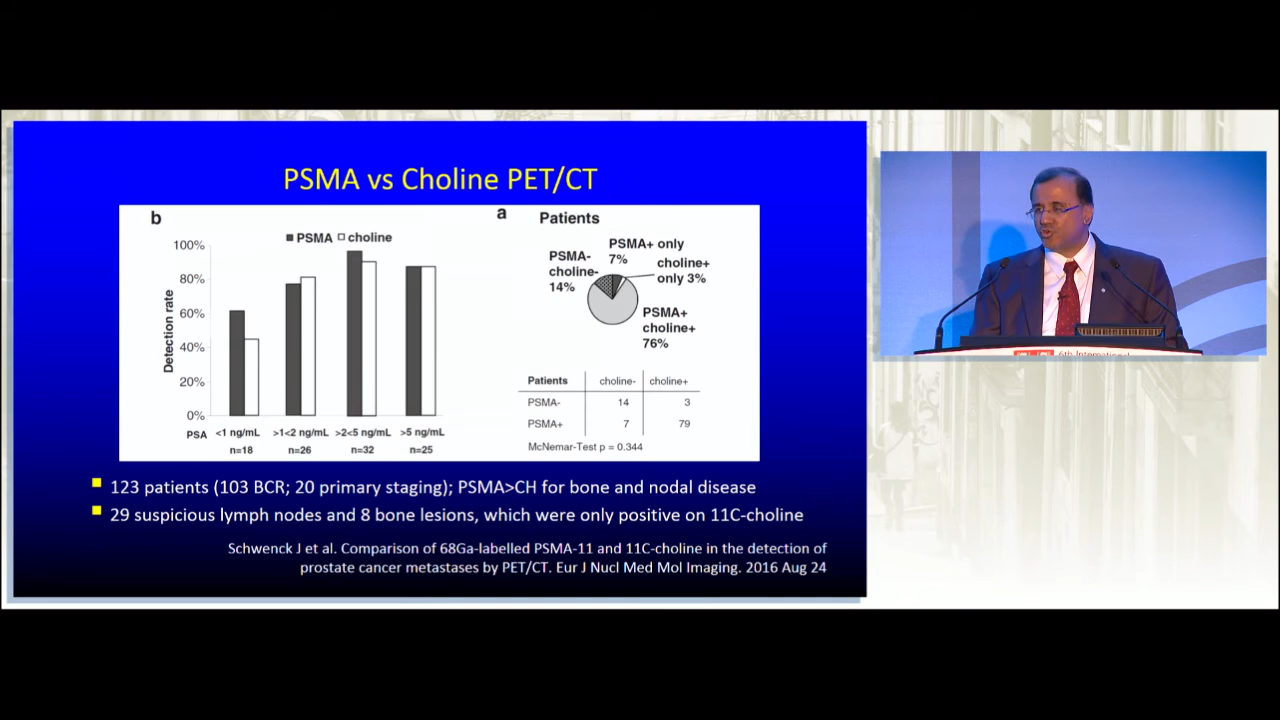 PSMA vs Choline PET/CT
b
PSMA choline
100%
80%
60%
40%
20%
0%
Detection rate
PSA <1 ng/mL >1<2 ng/mL >2<5 ng/mL >5 ng/mL
n=18 n=26 n=32 n=25
a Patients
PSMA+ only
7%
PSMA-
choline-
14%
choline+
only 3%
PSMA+
choline+
76%
Patients choline- choline+
PSMA- 14 3
PSMA+ 7 79
McNemar-Test p = 0.344
123 patients (103 BCR; 20 primary staging); PSMA>CH for bone and nodal disease
29 suspicious lymph nodes and 8 bone lesions, which were only positive on 11C-choline
Schwenck J et al. Comparison of 68Ga-labelled PSMA-11 and 11C-choline in the detection of
prostate cancer metastases by PET/CT. Eur J Nucl Med Mol Imaging. 2016 Aug 24
6th International